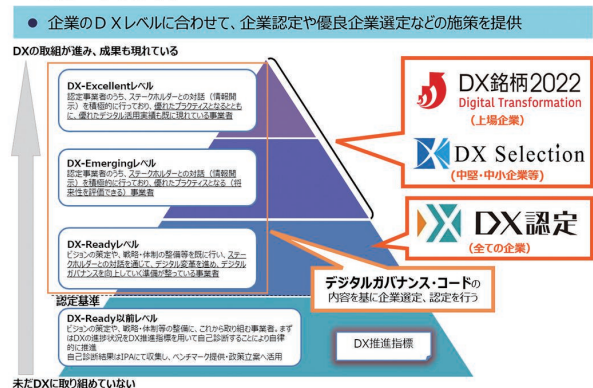 ● 企業のDXレベルに合わせて、企業認定や優良企業選定などの施策を提供
DXの取組が進み、成果も現れている
DX-Excellentレベル
認定事業者のうち、ステークホルダーとの対話（情報開
示）を積極的に行っており、優れたプラクティスとなるととも
に、優れたデジタル活用実績も既に現れている事業者
DX-Emergingレベル
認定事業者のうち、ステークホルダーとの対話（情報開
示）を積極的に行っており、優れたプラクティスとなる（将
来性を評価できる）事業者
DX-Readyレベル
ビジョンの策定や、戦略・体制の整備等を既に行い、ステー
クホルダーとの対話を通じて、デジタル変革を進め、デジタル
ガバナンスを向上していく準備が整っている事業者
認定基準
DX-Ready以前レベル
ビジョンの策定や、戦略・体制等の整備に、これから取り組む事業者。まず
はDXの進捗状況をDX推進指標を用いて自己診断することにより自律
的に推進
自己診断結果はIPAにて収集し、ベンチマーク提供・政策立案へ活用
未だDXに取り組めていない
DX銘柄2022
Digital Transformation
(上場企業)
DX Selection
(中堅・中小企業等)
DX認定
(全ての企業)
デジタルガバナンス・コードの
内容を基に企業選定、認定を行う
DX推進指標